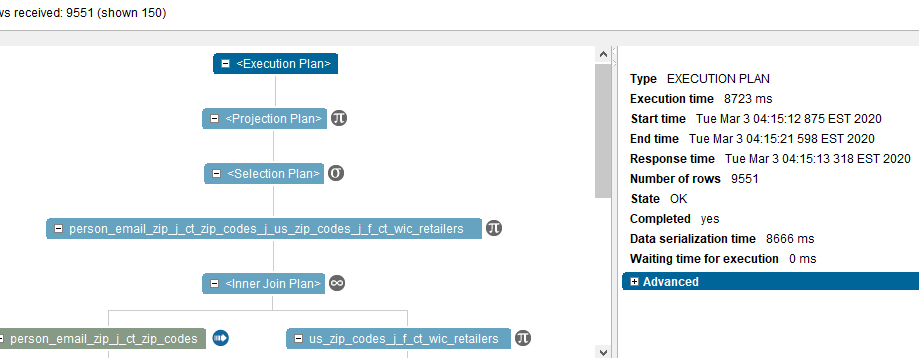 ws received: 9551 (shown 150)
<Execution Plan>
<Projection Plan> π
<Selection Plan> σ
person_email_zip_j_ct_zip_codes_j_us_zip_codes_j_f_ct_wic_retailers π
<Inner Join Plan> ∞
person_email_zip_j_ct_zip_codes
us_zip_codes_j_f_ct_wic_retailers π
Type EXECUTION PLAN
Execution time 8723 ms
Start time Tue Mar 3 04:15:12 875 EST 2020
End time Tue Mar 3 04:15:21 598 EST 2020
Response time Tue Mar 3 04:15:13 318 EST 2020
Number of rows 9551
State OK
Completed yes
Data serialization time 8666 ms
Waiting time for execution 0 ms
Advanced